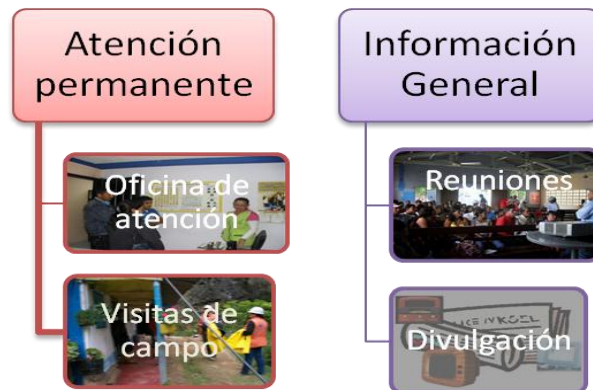 Atención
permanente
Oficina de
atención
Visitas de
campo
Información
General
Reuniones
Divulgación